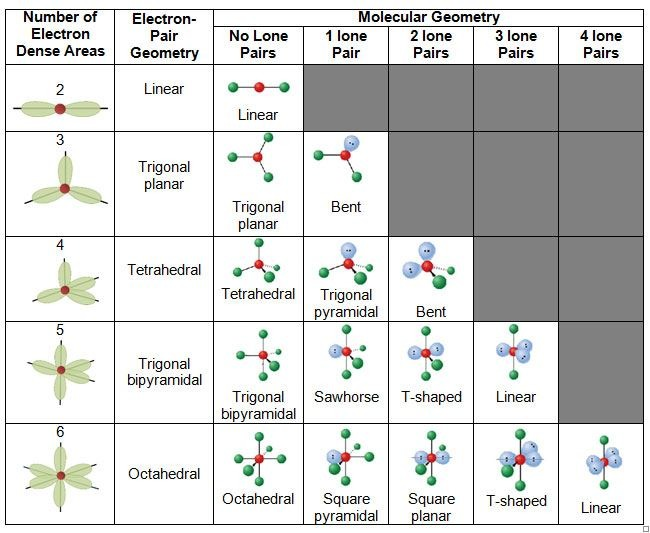 Number of
Electron
Dense Areas
Electron-
Pair
Geometry
Molecular Geometry
No Lone
Pairs
1 lone
Pair
2 lone
Pairs
3 lone
Pairs
4 lone
Pairs
2
Linear
Linear
3
Trigonal
planar
Trigonal
planar
Bent
4
Tetrahedral
Tetrahedral
Trigonal
pyramidal
Bent
5
Trigonal
bipyramidal
Trigonal
bipyramidal
Sawhorse
T-shaped
Linear
6
Octahedral
Octahedral
Square
pyramidal
Square
planar
T-shaped
Linear